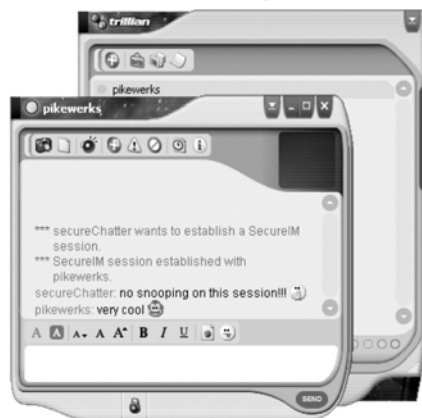 trillian
pikewerks
pikewerks
*** secureChatter wants to establish a SecureIM
session.
*** SecureIM session established with
pikewerks.
secureChatter: no snooping on this session!!!
pikewerks: very cool
A A A A A B I U
SEND